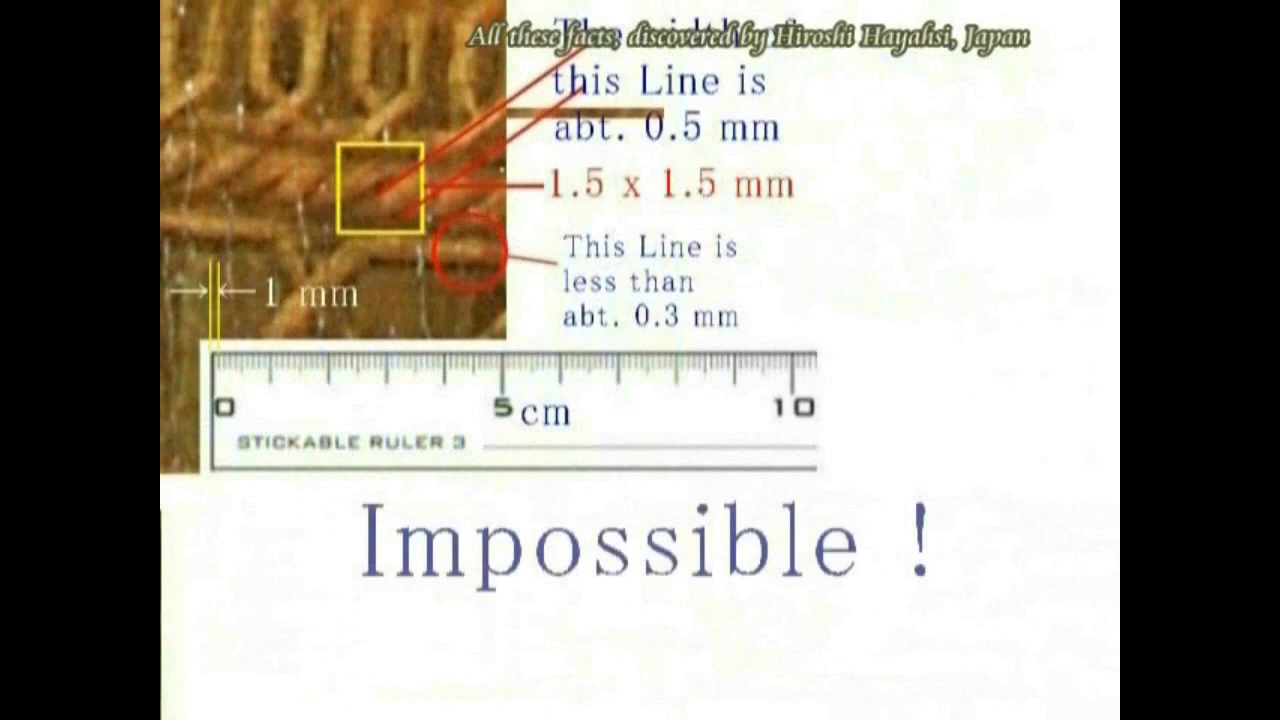 All these facts, discovered by Hiroshi Hayahsi, Japan
this Line is
abt. 0.5 mm
1.5 x 1.5 mm
This Line is
less than
abt. 0.3 mm
1 mm
0 5 cm 10
STICKABLE RULER 3
Impossible !